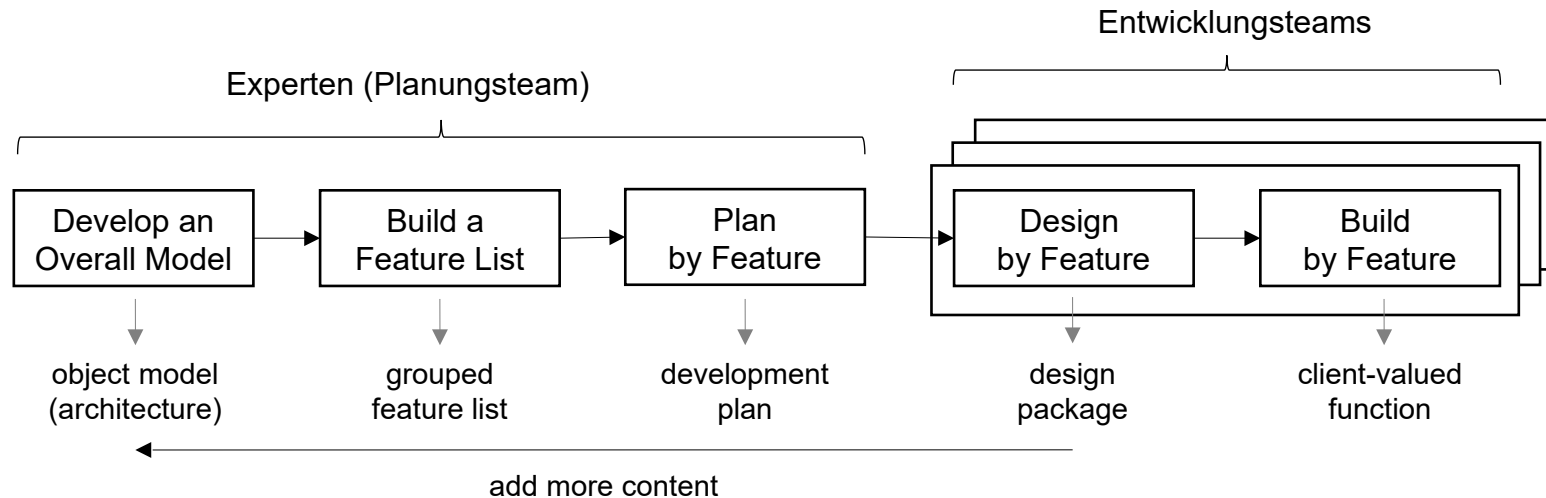 Entwicklungsteams
Experten (Planungsteam)
Develop an
Overall Model
Build a
Feature List
Plan
by Feature
Design
by Feature
Build
by Feature
object model
(architecture)
grouped
feature list
development
plan
design
package
client-valued
function
add more content